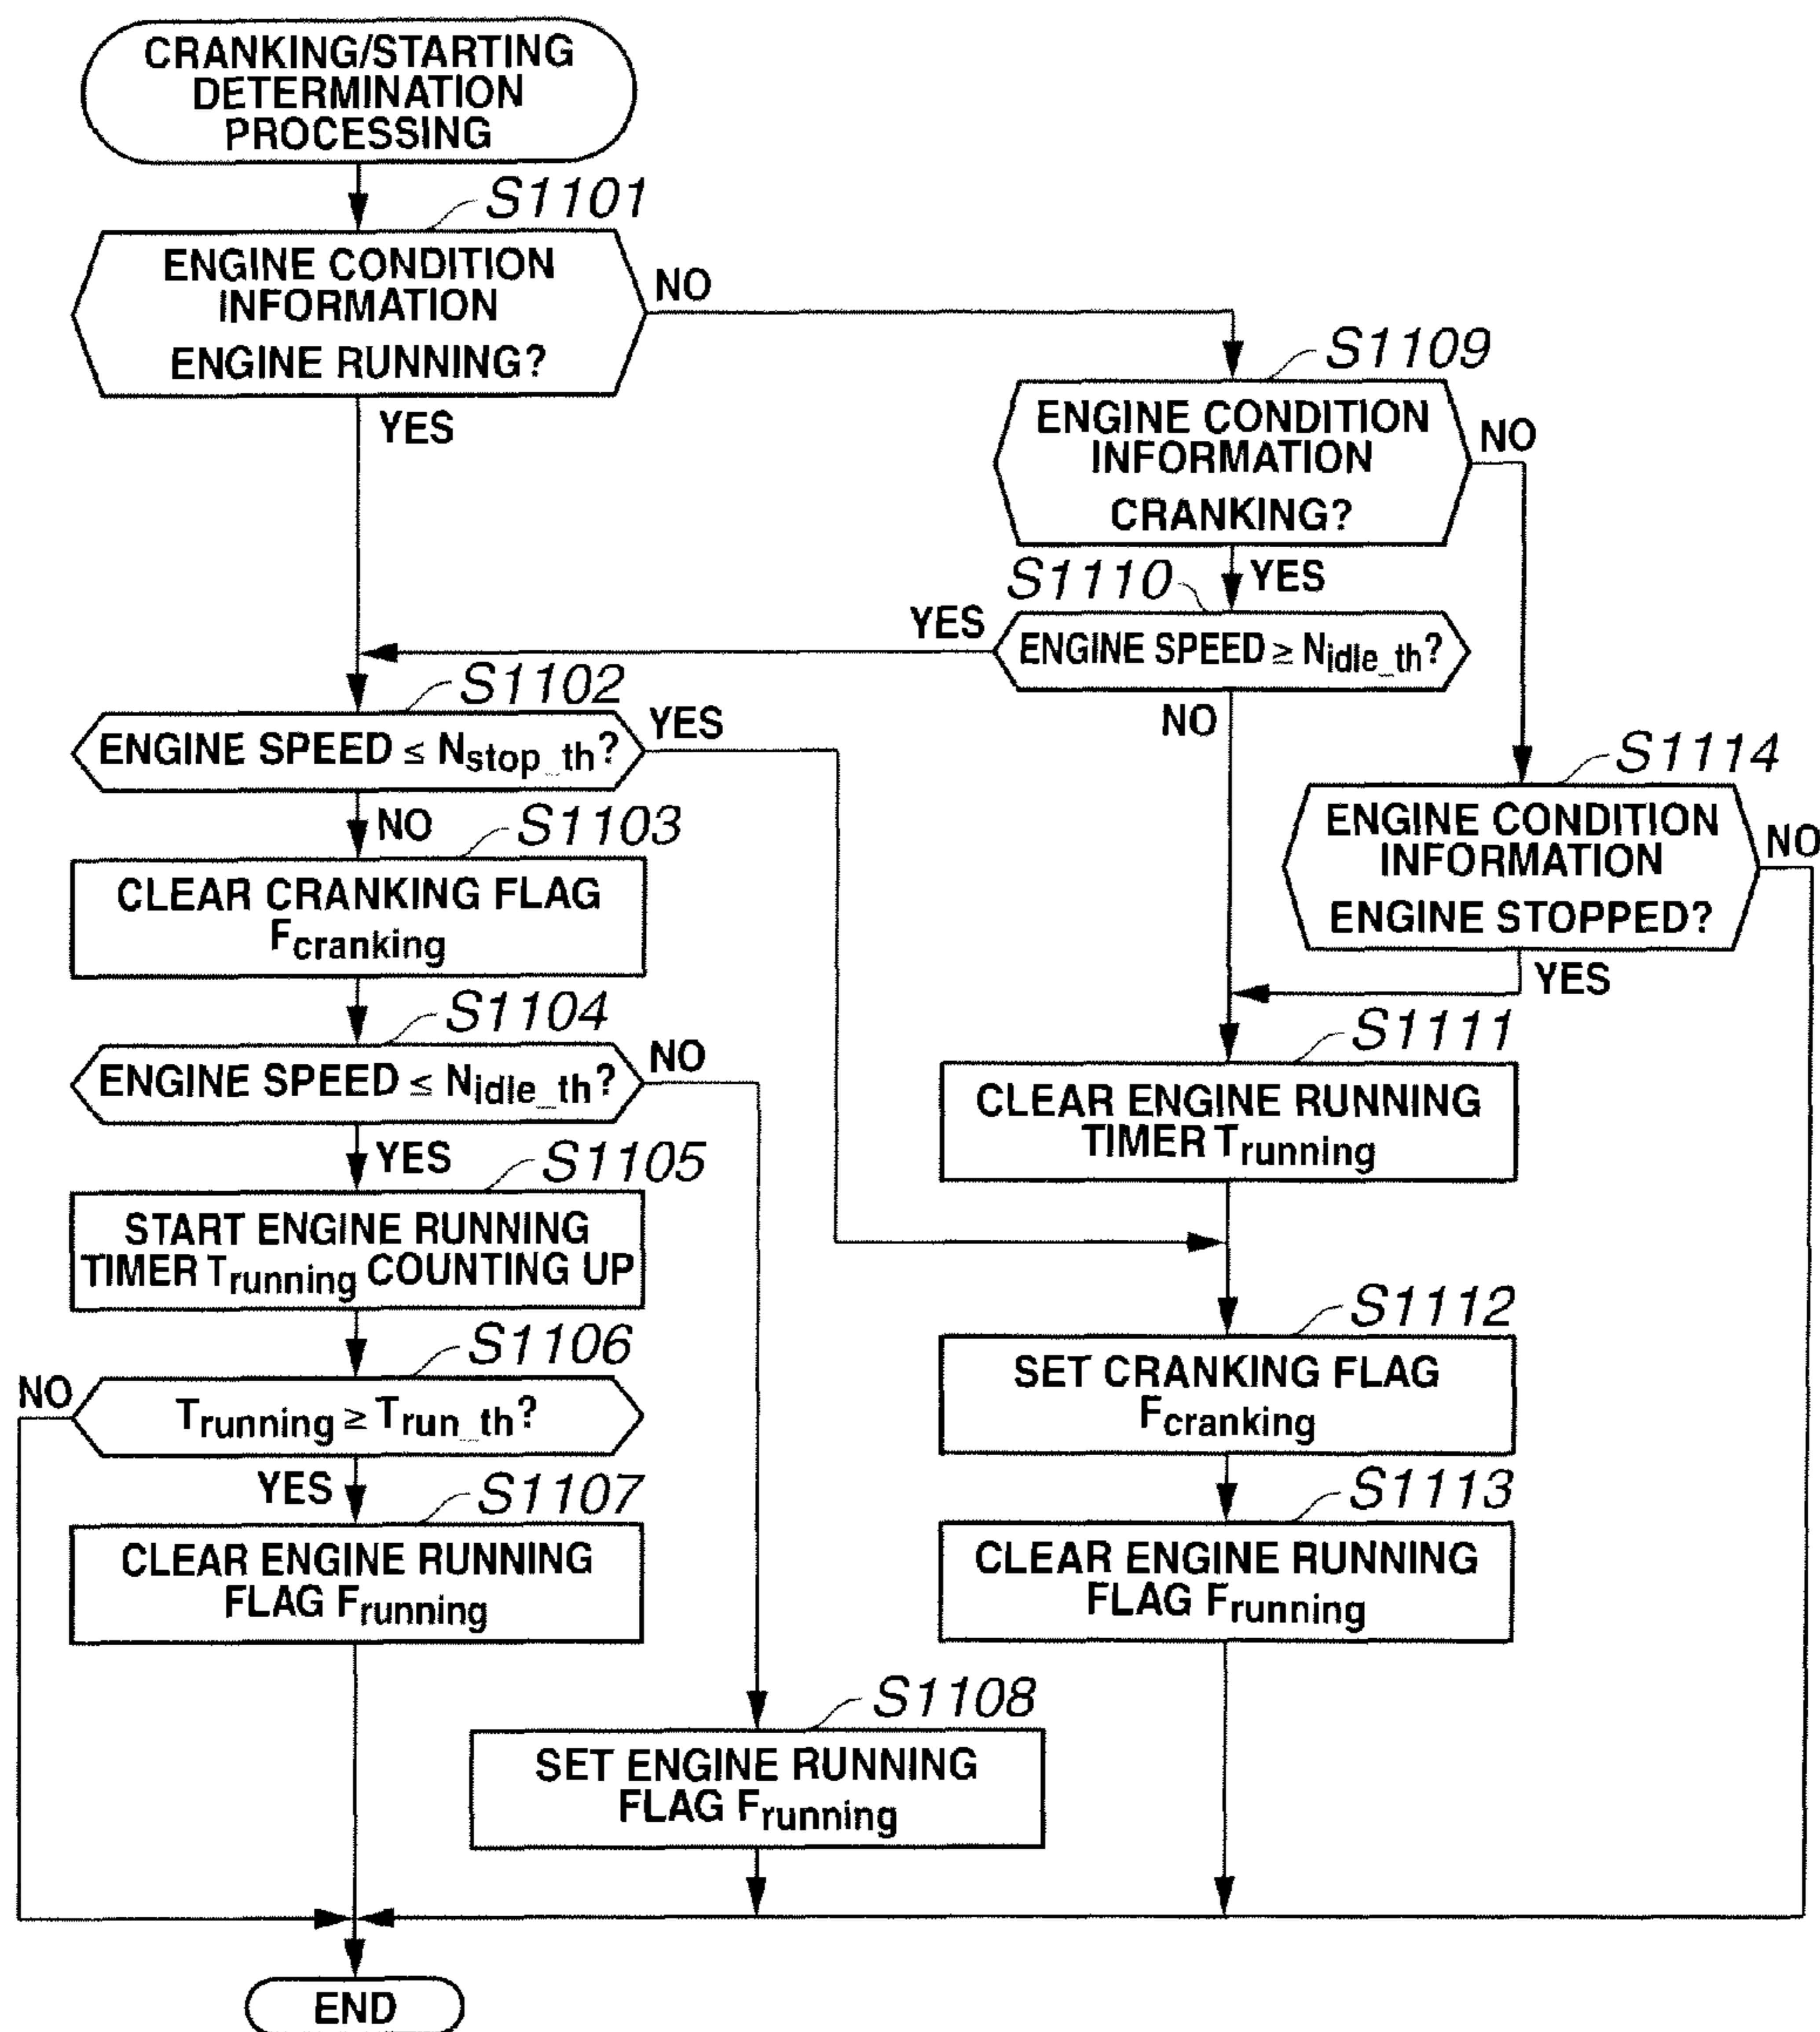 CRANKING/STARTING
DETERMINATION
PROCESSING
S1101
ENGINE CONDITION
INFORMATION
ENGINE RUNNING?
NO
YES
S1109
ENGINE CONDITION
INFORMATION
CRANKING?
NO
YES
S1110
ENGINE SPEED ≥ Nidle_th?
YES
NO
S1102
ENGINE SPEED ≤ Nstop_th?
YES
NO
S1114
ENGINE CONDITION
INFORMATION
ENGINE STOPPED?
NO
YES
S1103
CLEAR CRANKING FLAG
Fcranking
S1104
ENGINE SPEED ≤ Nidle_th?
NO
YES
S1111
CLEAR ENGINE RUNNING
TIMER Trunning
S1105
START ENGINE RUNNING
TIMER Trunning COUNTING UP
S1106
Trunning ≥ Trun_th?
NO
YES
S1112
SET CRANKING FLAG
Fcranking
S1107
CLEAR ENGINE RUNNING
FLAG Frunning
S1113
CLEAR ENGINE RUNNING
FLAG Frunning
S1108
SET ENGINE RUNNING
FLAG Frunning
END